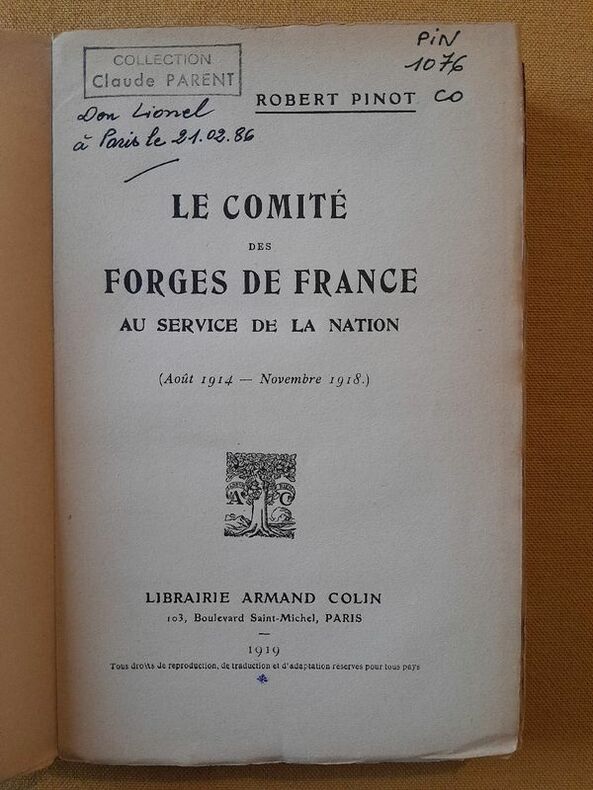 COLLECTION
Claude PARENT
Don Lionel
à Paris le 21.02.86
PiN
1076
CO
ROBERT PINOT
LE COMITÉ
DES
FORGES DE FRANCE
AU SERVICE DE LA NATION
(Août 1914 — Novembre 1918.)
A C
LIBRAIRIE ARMAND COLIN
103, Boulevard Saint-Michel, PARIS
1919
Tous droits de reproduction, de traduction et d'adaptation réservés pour tous pays